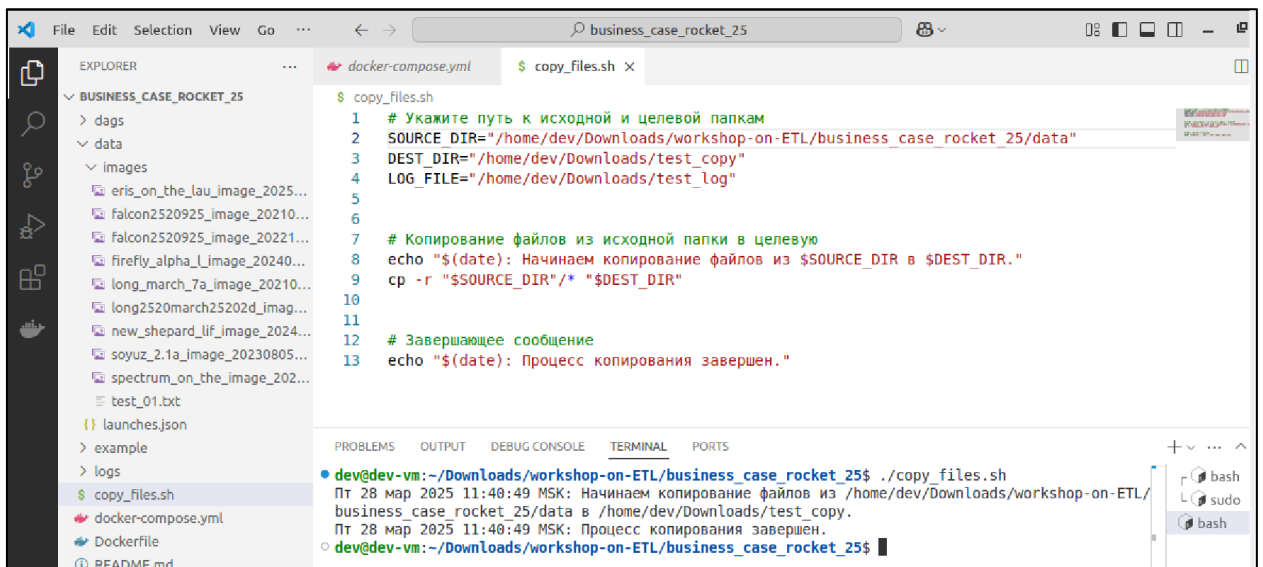 File Edit Selection View Go ··· business_case_rocket_25
EXPLORER ···
docker-compose.yml
$ copy_files.sh ×
BUSINESS_CASE_ROCKET_25
dags
data
images
eris_on_the_lau_image_2025...
falcon2520925_image_20210...
falcon2520925_image_20221...
firefly_alpha_l_image_20240...
long_march_7a_image_20210...
long2520march25202d_imag...
new_shepard_lif_image_2024...
soyuz_2.1a_image_20230805...
spectrum_on_the_image_202...
test_01.txt
{} launches.json
example
logs
$ copy_files.sh
docker-compose.yml
Dockerfile
README.md
$ copy_files.sh
1 # Укажите путь к исходной и целевой папкам
2 SOURCE_DIR="/home/dev/Downloads/workshop-on-ETL/business_case_rocket_25/data"
3 DEST_DIR="/home/dev/Downloads/test_copy"
4 LOG_FILE="/home/dev/Downloads/test_log"
5
6
7 # Копирование файлов из исходной папки в целевую
8 echo "$(date): Начинаем копирование файлов из $SOURCE_DIR в $DEST_DIR."
9 cp -r "$SOURCE_DIR"/* "$DEST_DIR"
10
11
12 # Завершающее сообщение
13 echo "$(date): Процесс копирования завершен."
PROBLEMS OUTPUT DEBUG CONSOLE TERMINAL PORTS
dev@dev-vm:~/Downloads/workshop-on-ETL/business_case_rocket_25$ ./copy_files.sh
Пт 28 мар 2025 11:40:49 MSK: Начинаем копирование файлов из /home/dev/Downloads/workshop-on-ETL/
business_case_rocket_25/data в /home/dev/Downloads/test_copy.
Пт 28 мар 2025 11:40:49 MSK: Процесс копирования завершен.
dev@dev-vm:~/Downloads/workshop-on-ETL/business_case_rocket_25$
bash
sudo
bash